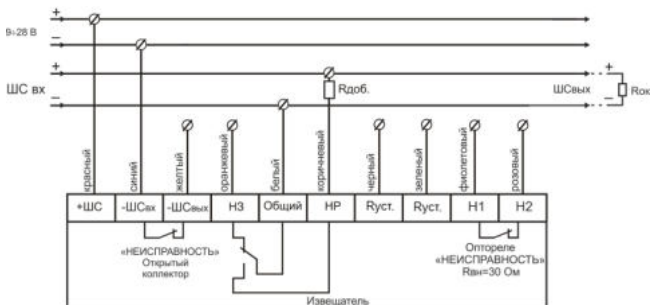 +
9÷28 В
−
+
ШС вх
−
Rдоб.
ШСвых
+
−
Rок
красный
синий
желтый
оранжевый
белый
коричневый
черный
зеленый
фиолетовый
розовый
+ШС
-ШСвх
-ШСвых
НЗ
Общий
НР
Rуст.
Rуст.
Н1
Н2
«НЕИСПРАВНОСТЬ»
Открытый
коллектор
Оптореле
«НЕИСПРАВНОСТЬ»
Rвн=30 Ом
Извещатель